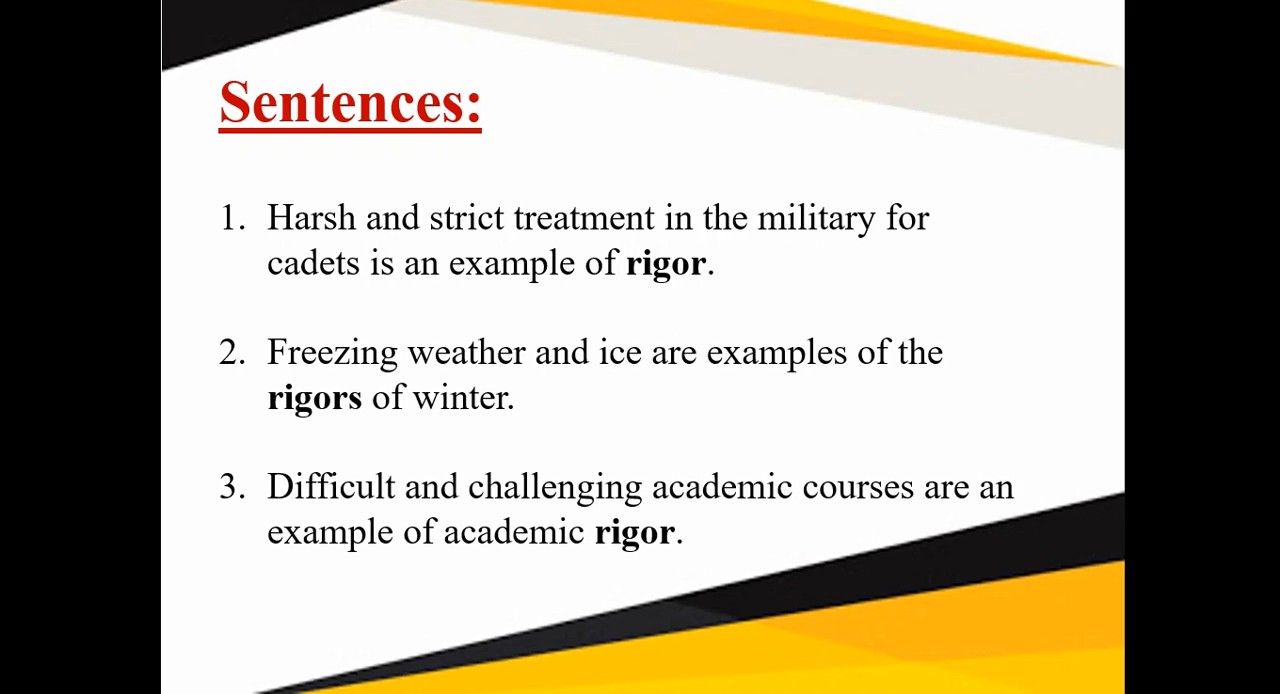 Sentences:
1. Harsh and strict treatment in the military for
cadets is an example of rigor.
2. Freezing weather and ice are examples of the
rigors of winter.
3. Difficult and challenging academic courses are an
example of academic rigor.